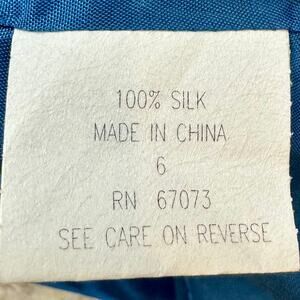 100% SILK
MADE IN CHINA
6
RN 67073
SEE CARE ON REVERSE